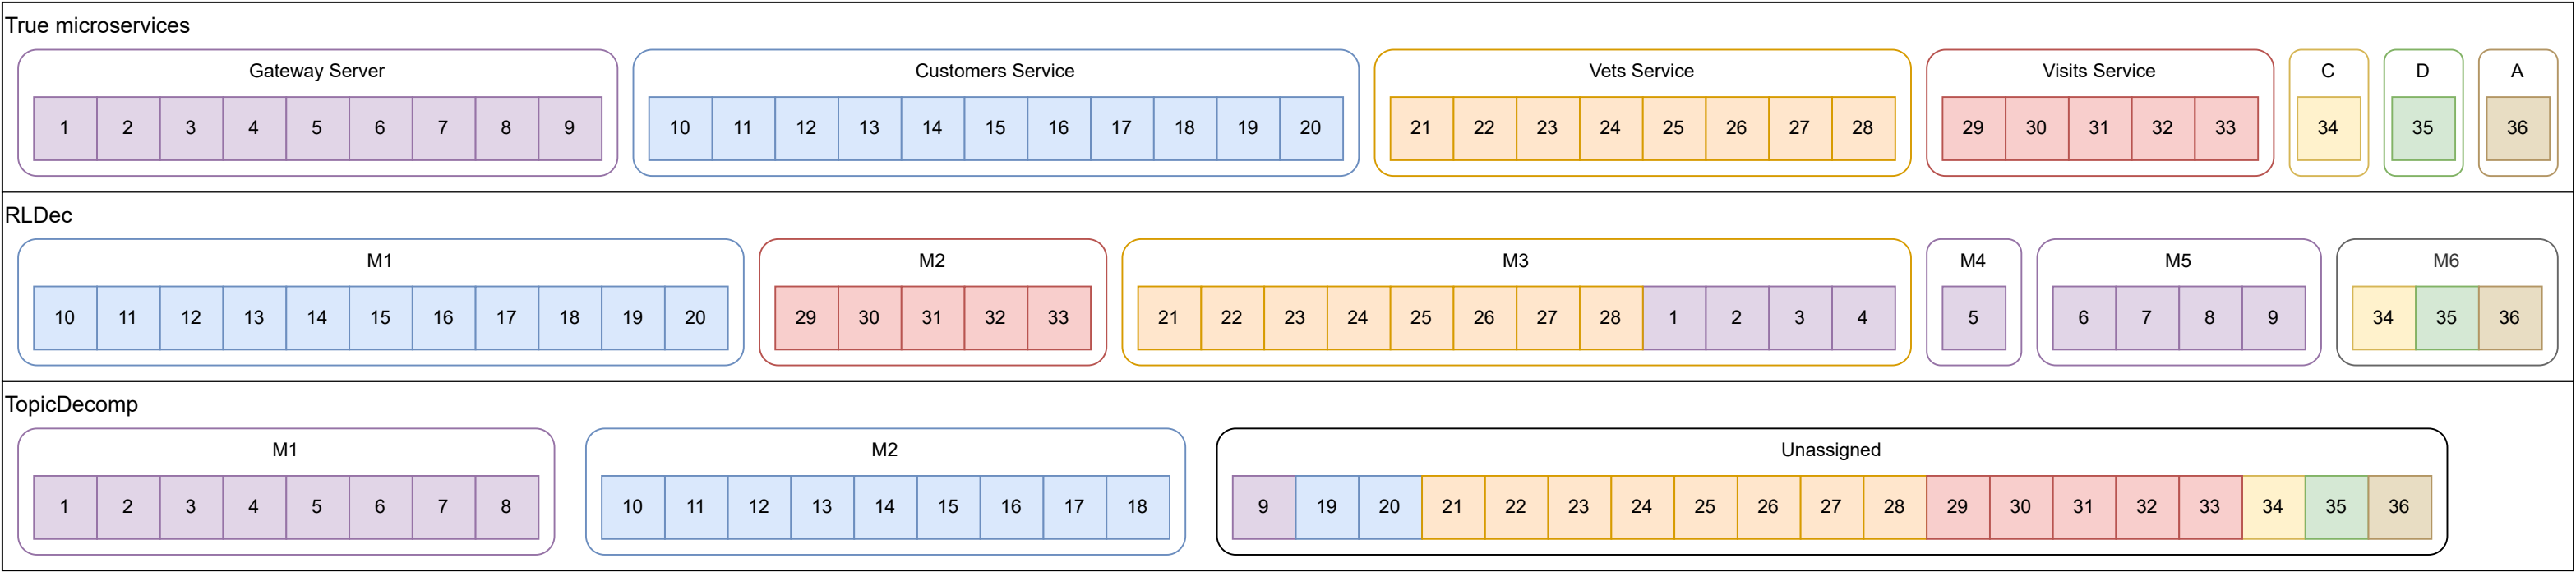 True microservices
Gateway Server Customers Service Vets Service Visits Service C D A
1 2 3 4 5 6 7 8 9 10 11 12 13 14 15 16 17 18 19 20 21 22 23 24 25 26 27 28 29 30 31 32 33 34 35 36
RLDec
M1 M2 M3 M4 M5 M6
10 11 12 13 14 15 16 17 18 19 20 29 30 31 32 33 21 22 23 24 25 26 27 28 1 2 3 4 5 6 7 8 9 34 35 36
TopicDecomp
M1 M2 Unassigned
1 2 3 4 5 6 7 8 10 11 12 13 14 15 16 17 18 9 19 20 21 22 23 24 25 26 27 28 29 30 31 32 33 34 35 36